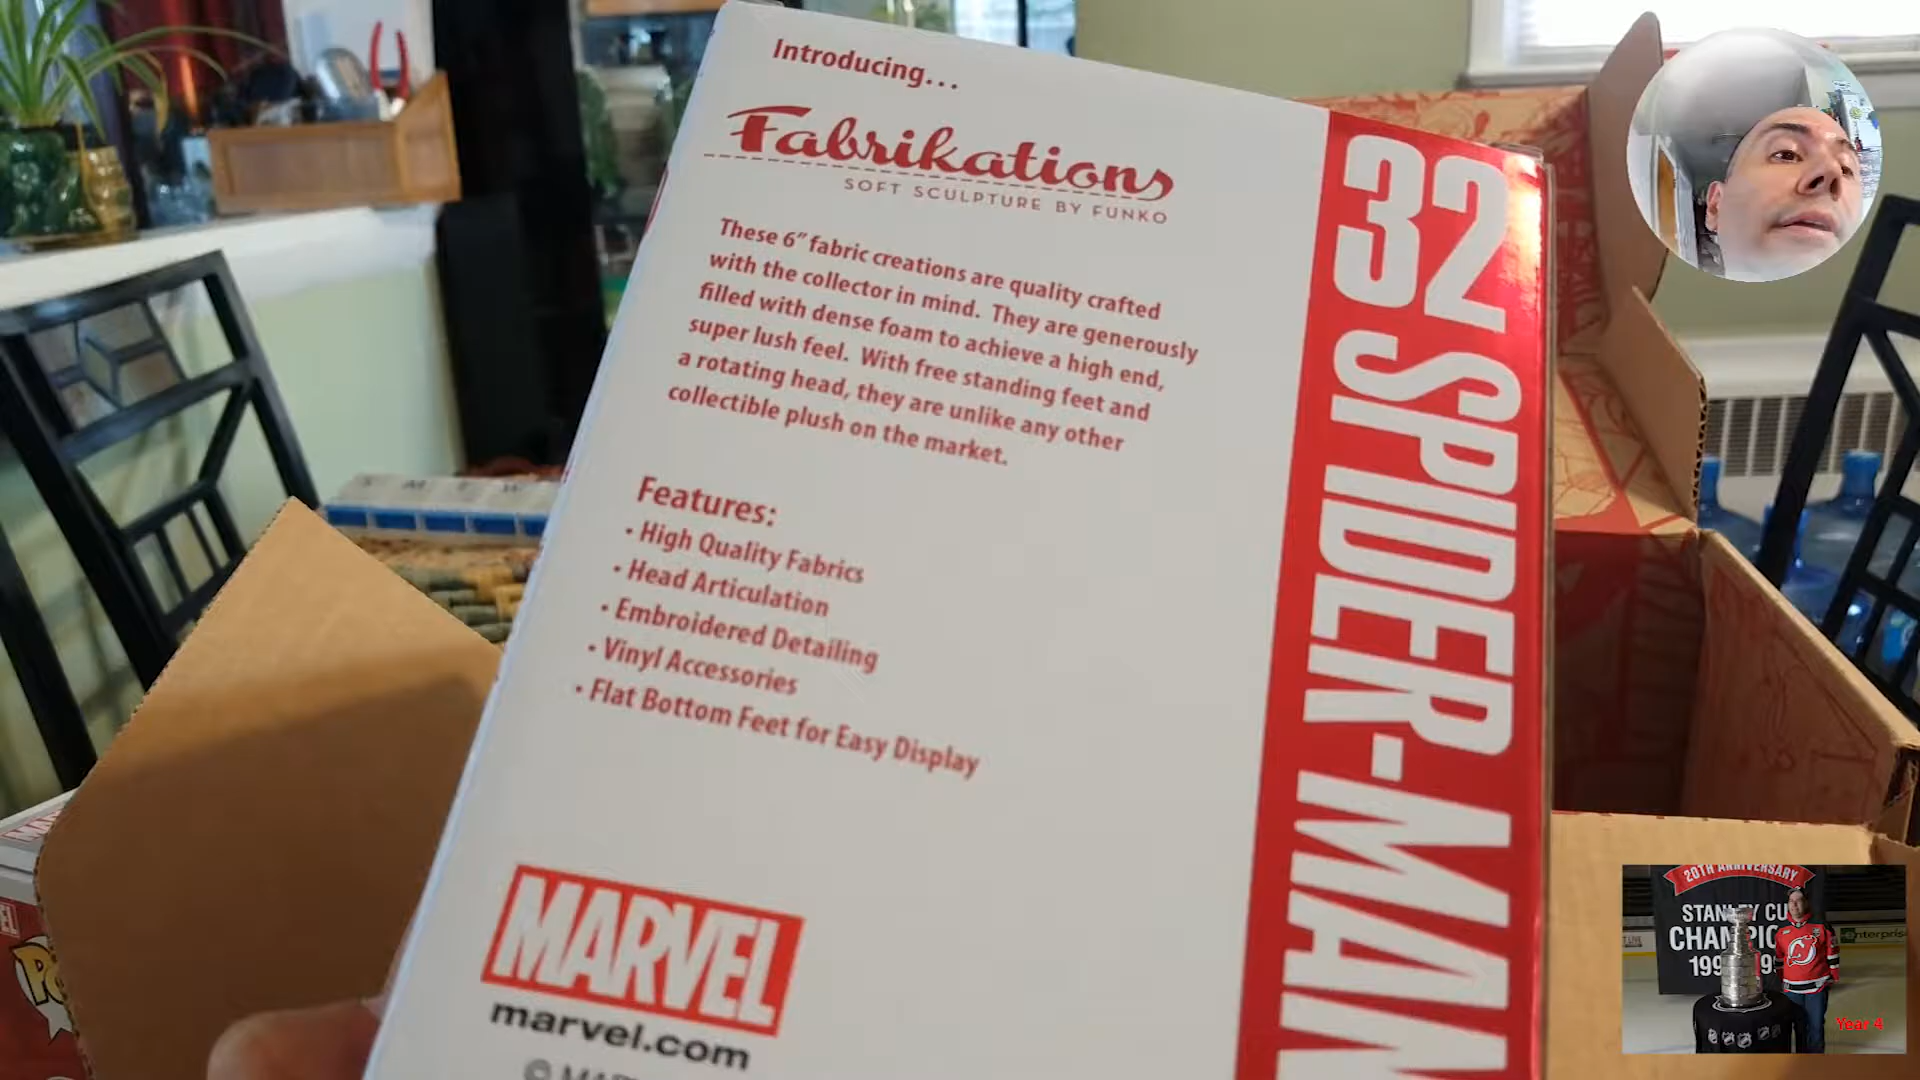 Introducing...
Fabrikations
SOFT SCULPTURE BY FUNKO
These 6" fabric creations are quality crafted
with the collector in mind. They are generously
filled with dense foam to achieve a high end,
super lush feel. With free standing feet and
a rotating head, they are unlike any other
collectible plush on the market.
Features:
• High Quality Fabrics
• Head Articulation
• Embroidered Detailing
• Vinyl Accessories
• Flat Bottom Feet for Easy Display
MARVEL
marvel.com
32 SPIDER-MAN
S M T W
20TH ANNIVERSARY
STANLEY CU
CHAMPIO
199
Enterpris
Year 4